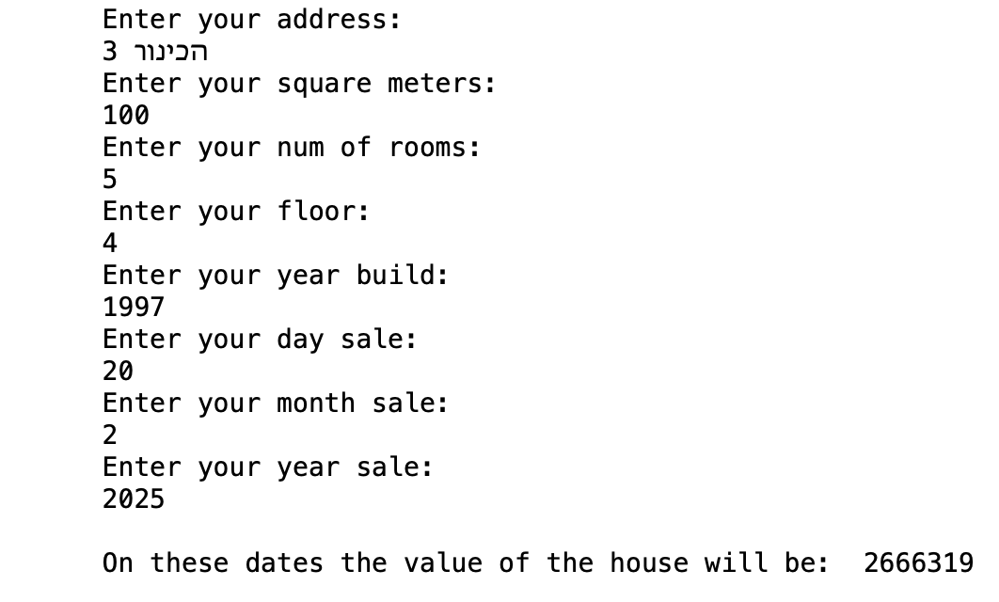 Enter your address:
הכינור 3
Enter your square meters:
100
Enter your num of rooms:
5
Enter your floor:
4
Enter your year build:
1997
Enter your day sale:
20
Enter your month sale:
2
Enter your year sale:
2025
On these dates the value of the house will be: 2666319